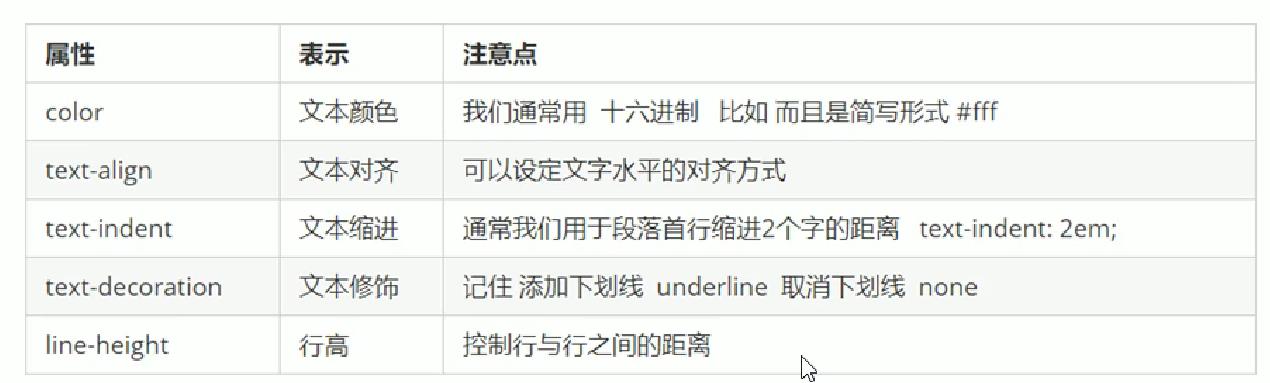 属性 表示 注意点
color 文本颜色 我们通常用 十六进制 比如 而且是简写形式 #fff
text-align 文本对齐 可以设定文字水平的对齐方式
text-indent 文本缩进 通常我们用于段落首行缩进2个字的距离 text-indent: 2em;
text-decoration 文本修饰 记住 添加下划线 underline 取消下划线 none
line-height 行高 控制行与行之间的距离